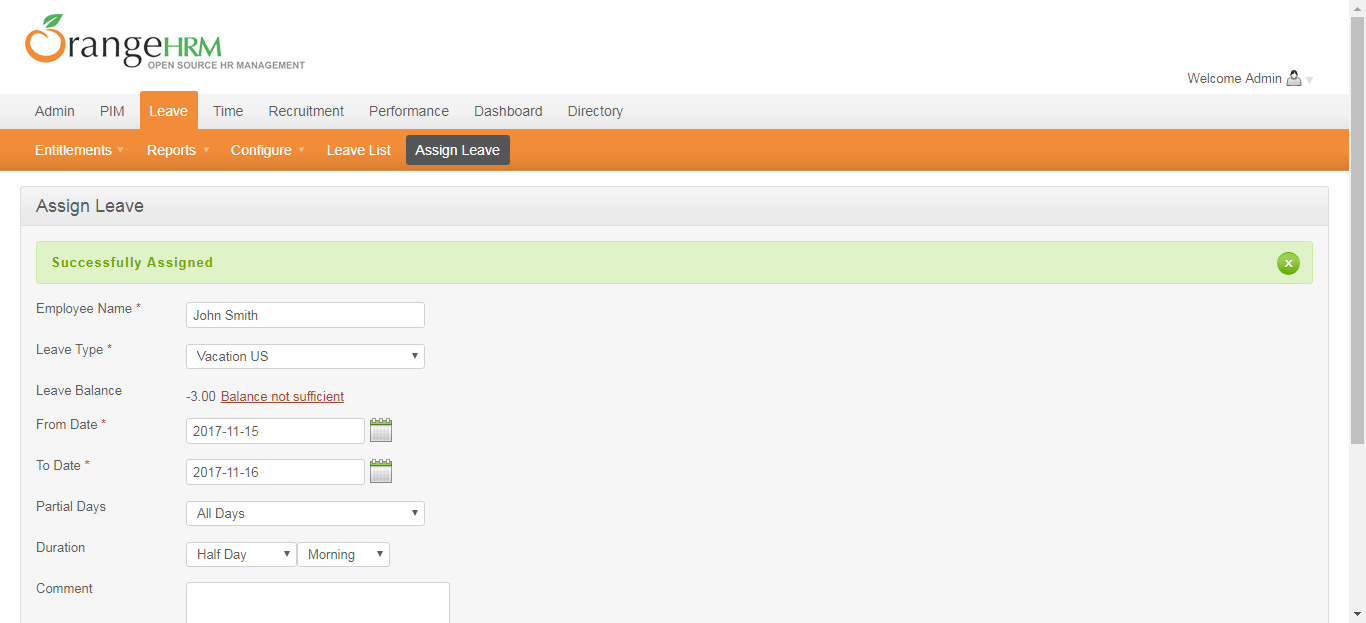 OrangeHRM
OPEN SOURCE HR MANAGEMENT
Welcome Admin
Admin PIM Leave Time Recruitment Performance Dashboard Directory
Entitlements Reports Configure Leave List Assign Leave
Assign Leave
Successfully Assigned x
Employee Name * John Smith
Leave Type * Vacation US
Leave Balance -3.00 Balance not sufficient
From Date * 2017-11-15
To Date * 2017-11-16
Partial Days All Days
Duration Half Day Morning
Comment